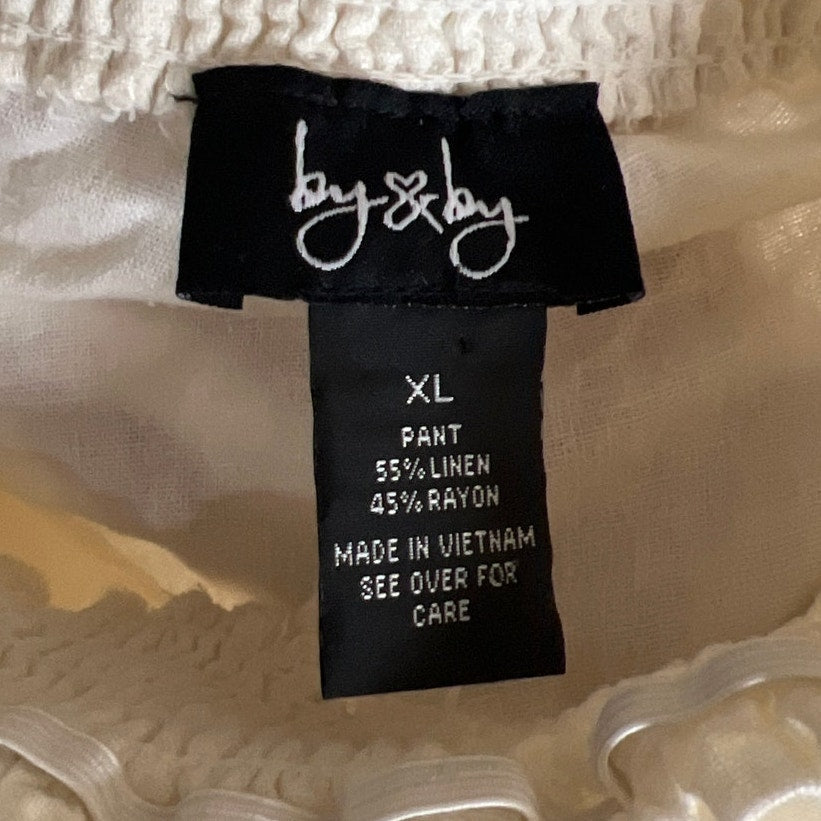 by & by
XL
PANT
55% LINEN
45% RAYON
MADE IN VIETNAM
SEE OVER FOR
CARE